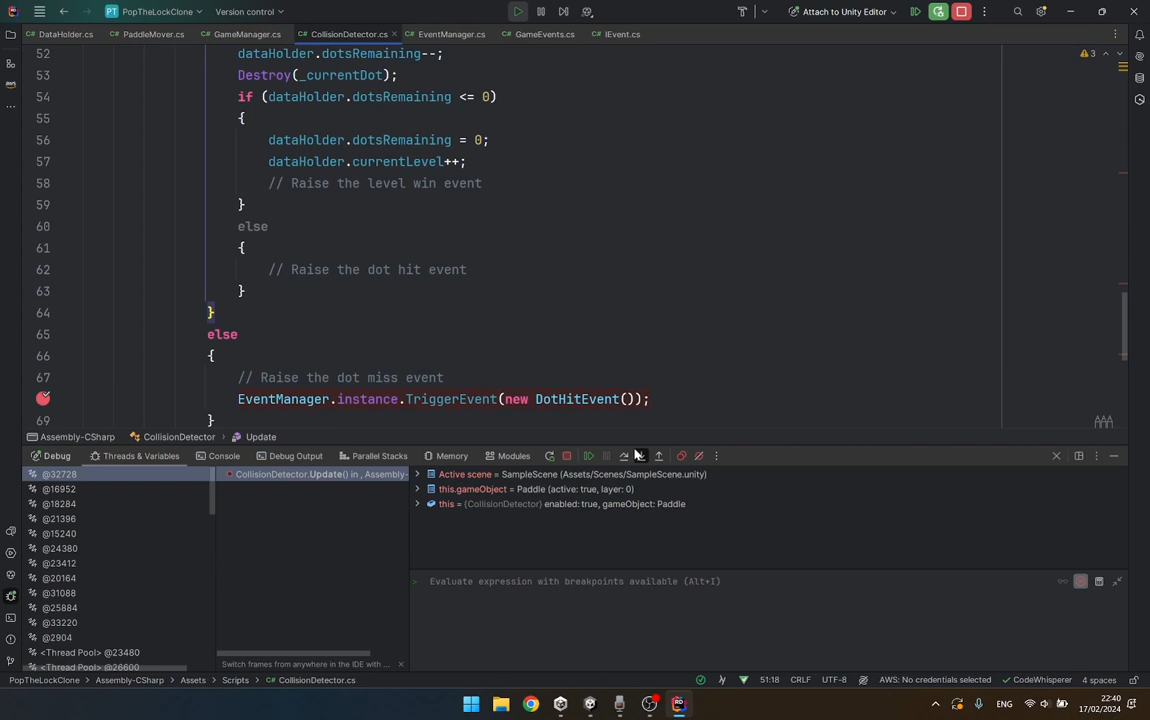 PT PopTheLockClone Version control Attach to Unity Editor
DataHolder.cs PaddleMover.cs GameManager.cs CollisionDetector.cs EventManager.cs GameEvents.cs IEvent.cs
52 dataHolder.dotsRemaining--; 3
53 Destroy(_currentDot);
54 if (dataHolder.dotsRemaining <= 0)
55 {
56 dataHolder.dotsRemaining = 0;
57 dataHolder.currentLevel++;
58 // Raise the level win event
59 }
60 else
61 {
62 // Raise the dot hit event
63 }
64 }
65 else
66 {
67 // Raise the dot miss event
EventManager.instance.TriggerEvent(new DotHitEvent());
69 }
Assembly-CSharp CollisionDetector Update
Debug Threads & Variables Console Debug Output Parallel Stacks Memory Modules
@32728 CollisionDetector.Update() in , Assembly- Active scene = SampleScene (Assets/Scenes/SampleScene.unity)
@16952 this.gameObject = Paddle (active: true, layer: 0)
@18284 this = {CollisionDetector} enabled: true, gameObject: Paddle
@21396
@15240
@24380
@23412
@20164 Evaluate expression with breakpoints available (Alt+I)
@31088
@25884
@33220
@2904
<Thread Pool> @23480
<Thread Pool> @26600 Switch frames from anywhere in the IDE with ...
PopTheLockClone Assembly-CSharp Assets Scripts CollisionDetector.cs 51:18 CRLF UTF-8 AWS: No credentials selected CodeWhisperer 4 spaces
RD ENG 22:40
17/02/2024